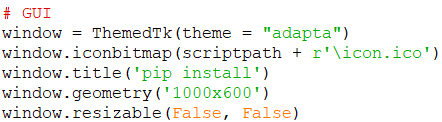 # GUI
window = ThemedTk(theme = "adapta")
window.iconbitmap(scriptpath + r'\icon.ico')
window.title('pip install')
window.geometry('1000x600')
window.resizable(False, False)